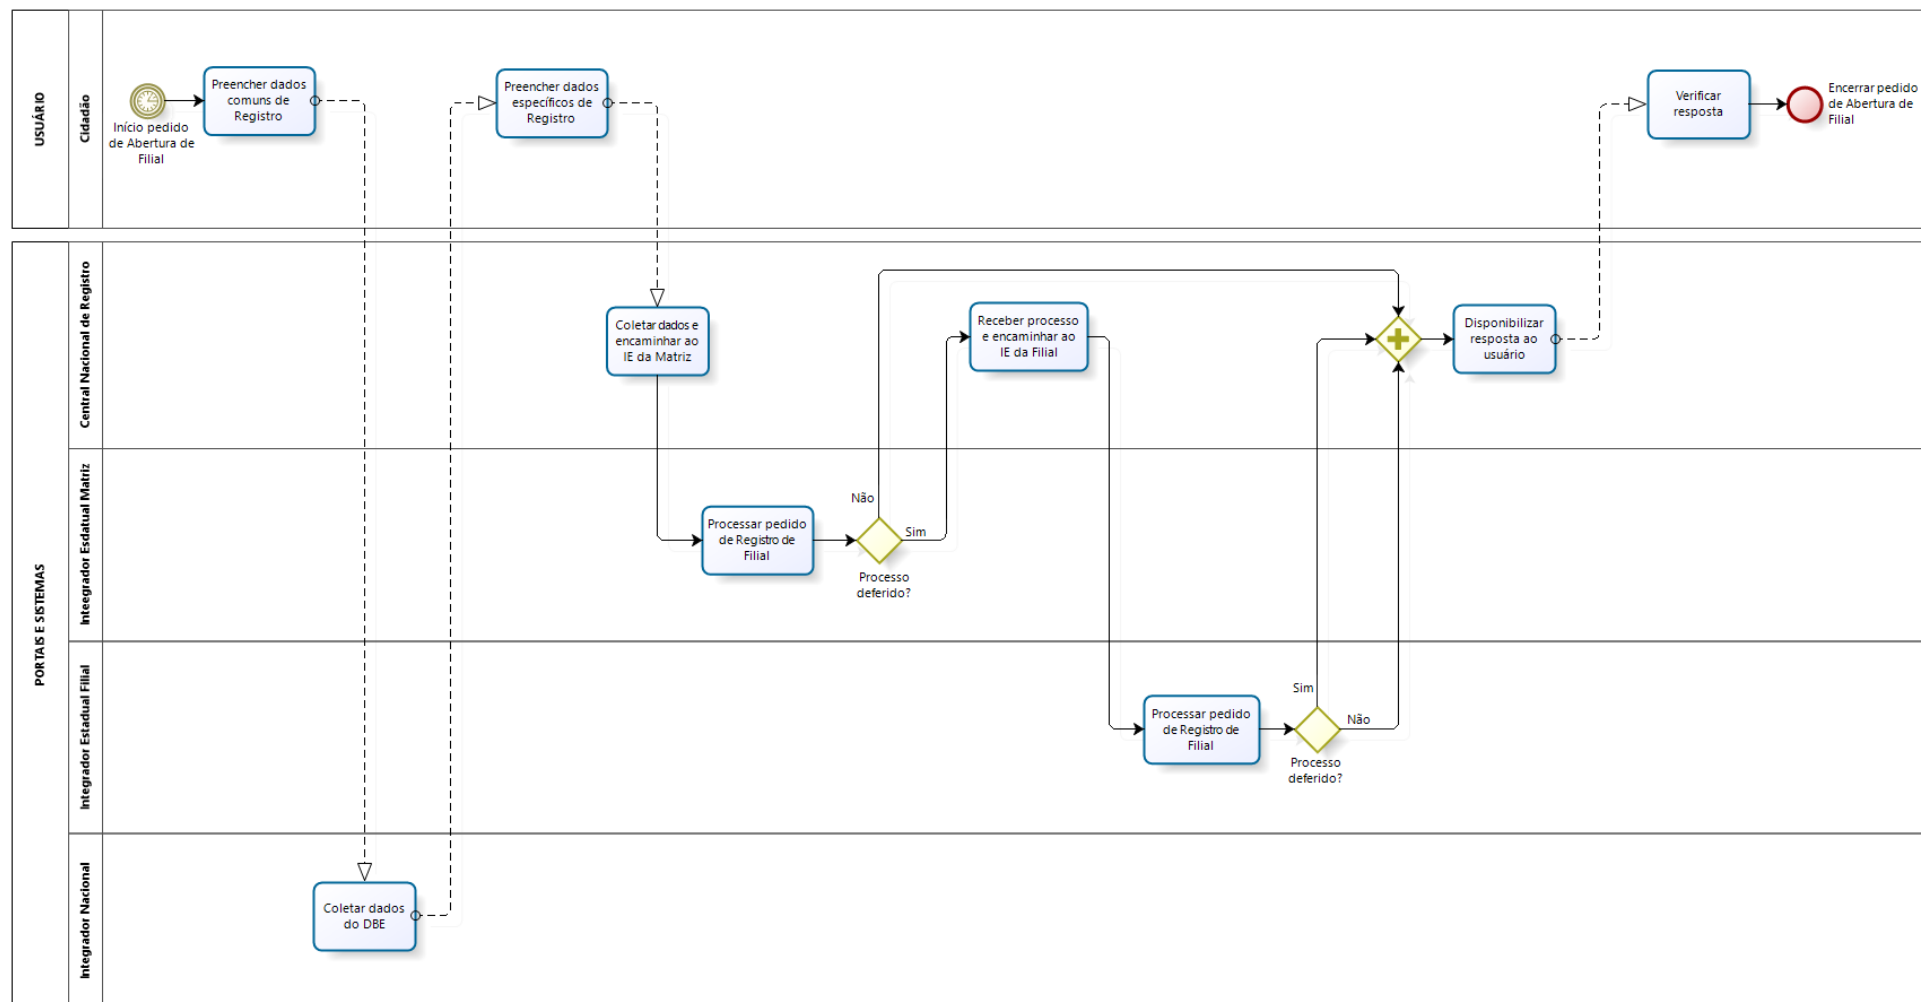 USUÁRIO
Cidadão
Início pedido
de Abertura de
Filial
Preencher dados
comuns de
Registro
Preencher dados
específicos de
Registro
Verificar
resposta
Encerrar pedido
de Abertura de
Filial
PORTAIS E SISTEMAS
Central Nacional de Registro
Coletar dados e
encaminhar ao
IE da Matriz
Receber processo
e encaminhar ao
IE da Filial
Disponibilizar
resposta ao
usuário
Inteegrador Esdatual Matriz
Processar pedido
de Registro de
Filial
Não
Sim
Processo
deferido?
Integrador Estadual Filial
Processar pedido
de Registro de
Filial
Sim
Não
Processo
deferido?
Integrador Nacional
Coletar dados
do DBE